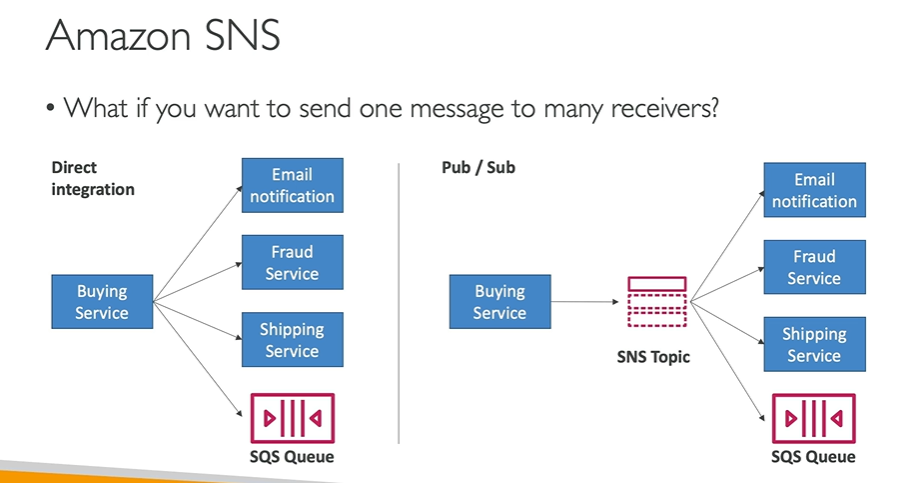 Amazon SNS
• What if you want to send one message to many receivers?
Direct
integration
Email
notification
Fraud
Service
Buying
Service
Shipping
Service
SQS Queue
Pub / Sub
Email
notification
Fraud
Service
Buying
Service
SNS Topic
Shipping
Service
SQS Queue